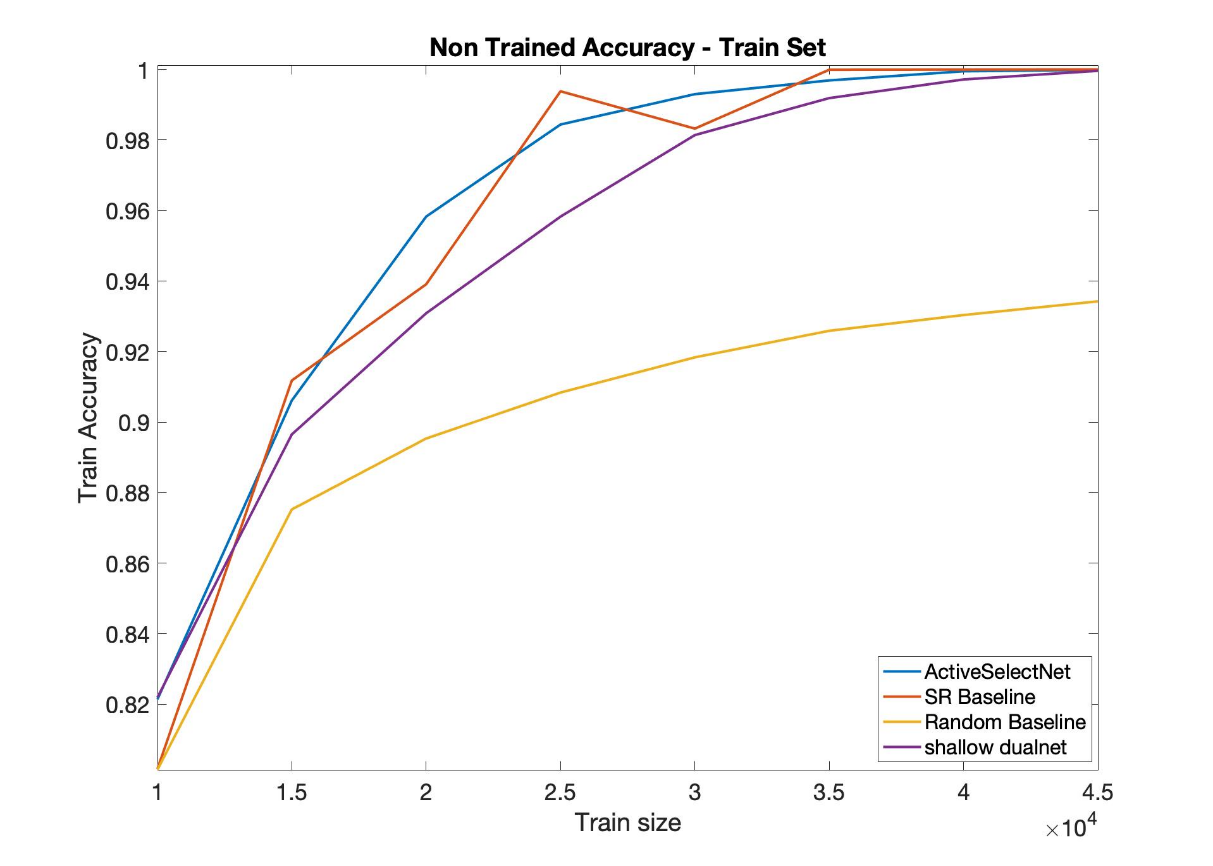 Non Trained Accuracy - Train Set
Train Accuracy
1
0.98
0.96
0.94
0.92
0.9
0.88
0.86
0.84
0.82
ActiveSelectNet
SR Baseline
Random Baseline
shallow dualnet
1 1.5 2 2.5 3 3.5 4 4.5
Train size
×10⁴